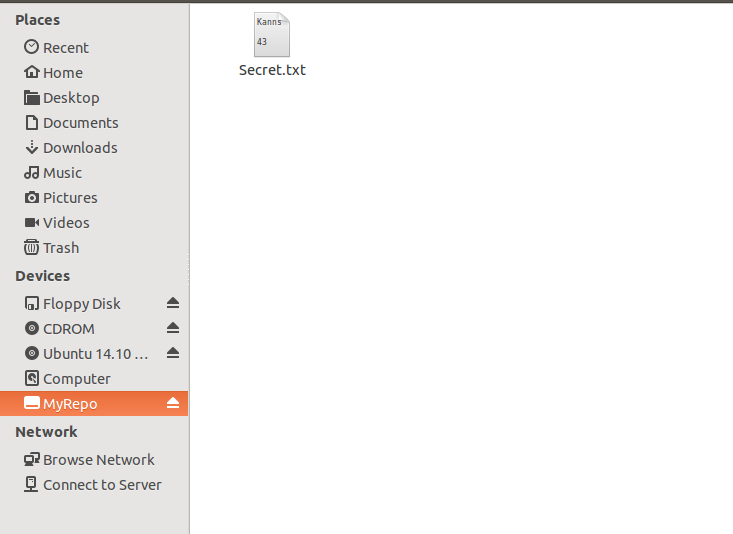 Places
Recent
Home
Desktop
Documents
Downloads
Music
Pictures
Videos
Trash
Devices
Floppy Disk
CDROM
Ubuntu 14.10 ...
Computer
MyRepo
Network
Browse Network
Connect to Server
Kanns
43
Secret.txt